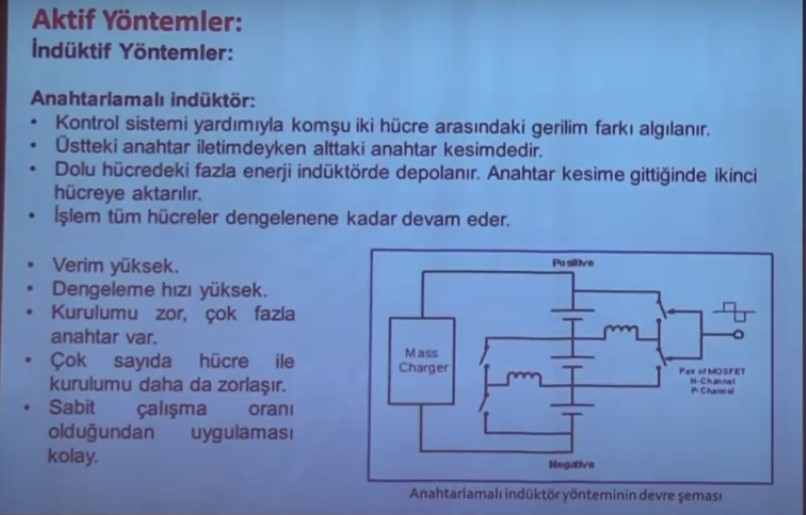 Aktif Yöntemler:
İndüktif Yöntemler:
Anahtarlamalı indüktör:
• Kontrol sistemi yardımıyla komşu iki hücre arasındaki gerilim farkı algılanır.
• Üstteki anahtar iletimdeyken alttaki anahtar kesimdedir.
• Dolu hücredeki fazla enerji indüktörde depolanır. Anahtar kesime gittiğinde ikinci
hücreye aktarılır.
• İşlem tüm hücreler dengelenene kadar devam eder.
• Verim yüksek.
• Dengeleme hızı yüksek.
• Kurulumu zor, çok fazla
anahtar var.
• Çok sayıda hücre ile
kurulumu daha da zorlaşır.
• Sabit çalışma oranı
olduğundan uygulaması
kolay.
Positive
Mass
Charger
Pair of MOSFET
N-Channel
P-Channel
Negative
Anahtarlamalı indüktör yönteminin devre şeması